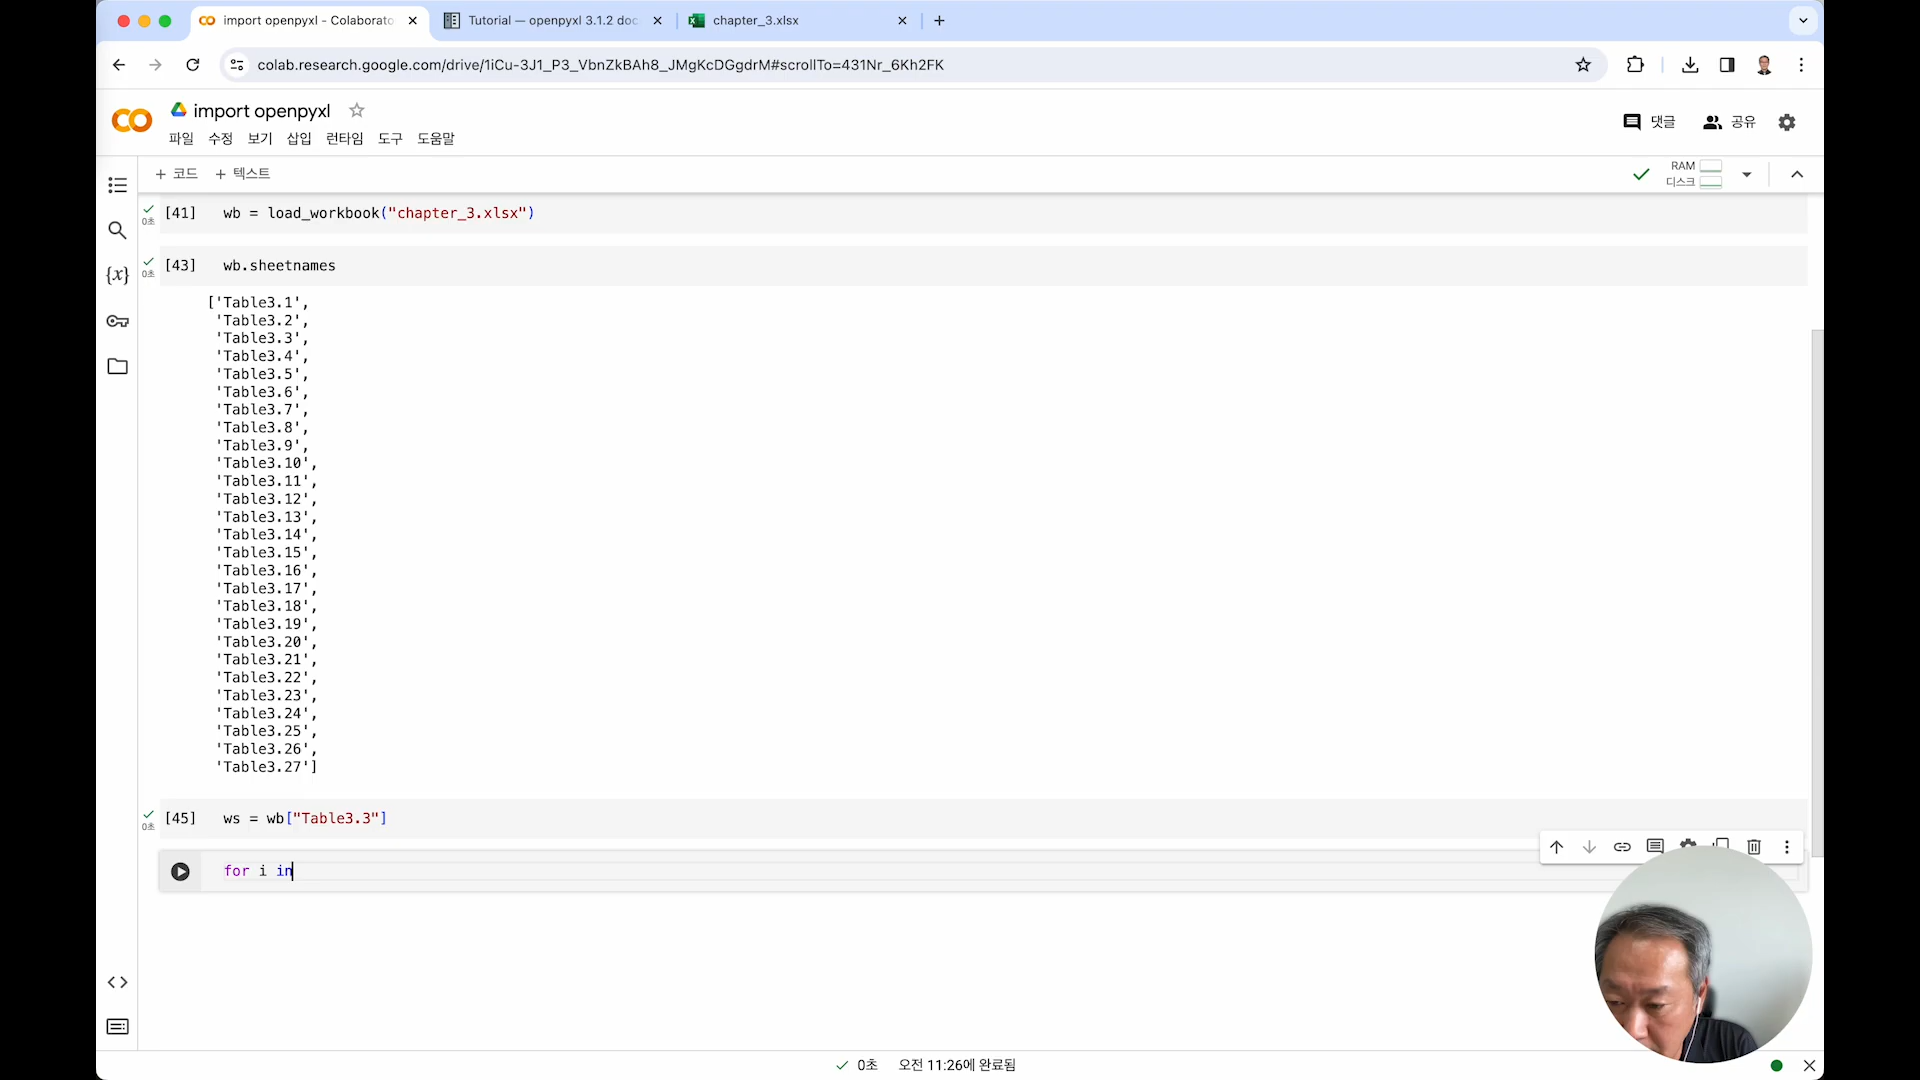 import openpyxl - Colaborato
Tutorial — openpyxl 3.1.2 doc
chapter_3.xlsx
colab.research.google.com/drive/1iCu-3J1_P3_VbnZkBAh8_JMgKcDGgdrM#scrollTo=431Nr_6Kh2FK
import openpyxl
파일 수정 보기 삽입 런타임 도구 도움말
댓글 공유
+ 코드 + 텍스트
RAM
디스크
[41] wb = load_workbook("chapter_3.xlsx")
0초
[43] wb.sheetnames
0초
['Table3.1',
'Table3.2',
'Table3.3',
'Table3.4',
'Table3.5',
'Table3.6',
'Table3.7',
'Table3.8',
'Table3.9',
'Table3.10',
'Table3.11',
'Table3.12',
'Table3.13',
'Table3.14',
'Table3.15',
'Table3.16',
'Table3.17',
'Table3.18',
'Table3.19',
'Table3.20',
'Table3.21',
'Table3.22',
'Table3.23',
'Table3.24',
'Table3.25',
'Table3.26',
'Table3.27']
[45] ws = wb["Table3.3"]
0초
for i in
0초 오전 11:26에 완료됨